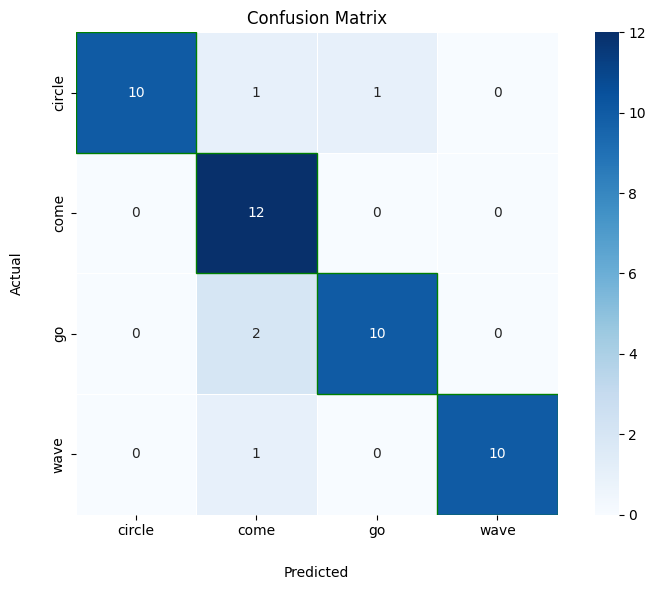 Confusion Matrix
circle 10 1 1 0
come 0 12 0 0
go 0 2 10 0
wave 0 1 0 10
circle come go wave
Predicted
Actual
12
10
8
6
4
2
0